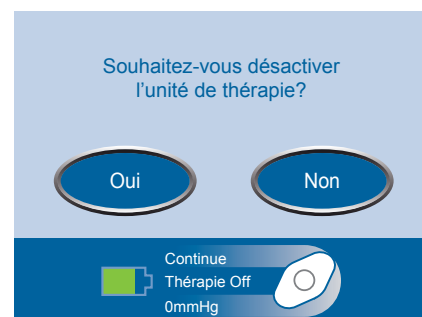 Souhaitez-vous désactiver
l'unité de thérapie?
Oui
Non
Continue
Thérapie Off
0mmHg